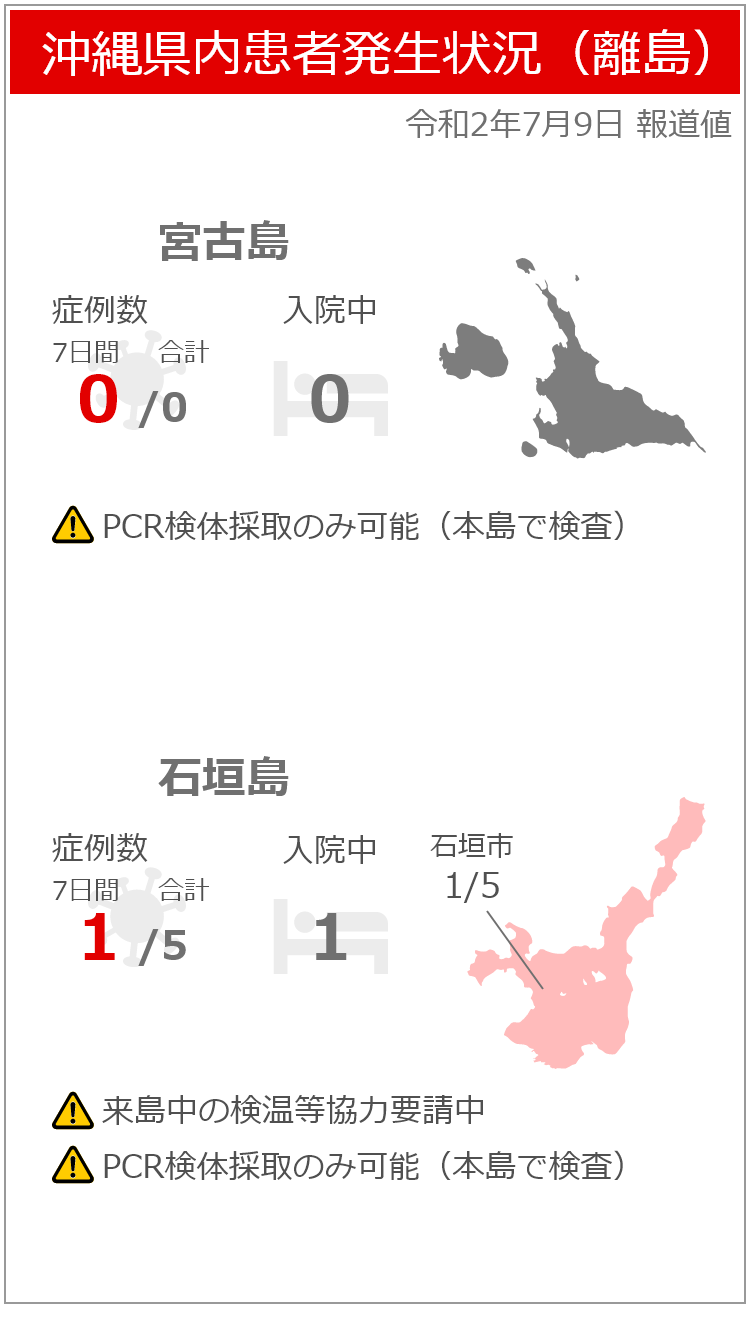 沖縄県内患者発生状況（離島）
令和2年7月9日 報道値
宮古島
症例数 入院中
7日間 合計
0 /0 0
PCR検体採取のみ可能（本島で検査）
石垣島
症例数 入院中
7日間 合計
1 /5 1
石垣市
1/5
来島中の検温等協力要請中
PCR検体採取のみ可能（本島で検査）